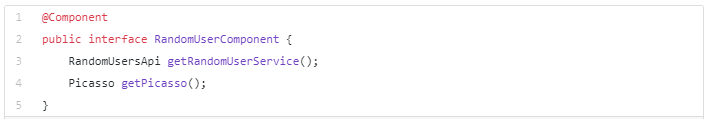 1 @Component
2 public interface RandomUserComponent {
3     RandomUsersApi getRandomUserService();
4     Picasso getPicasso();
5 }